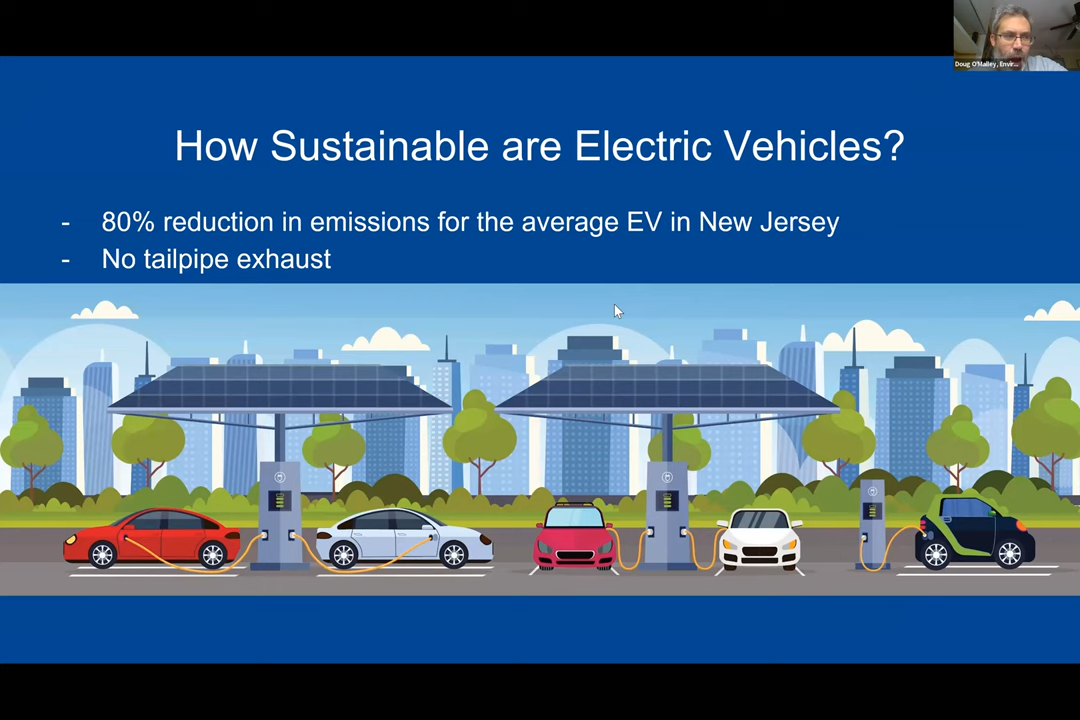 Doug O'Malley, Envir...
How Sustainable are Electric Vehicles?
- 80% reduction in emissions for the average EV in New Jersey
- No tailpipe exhaust